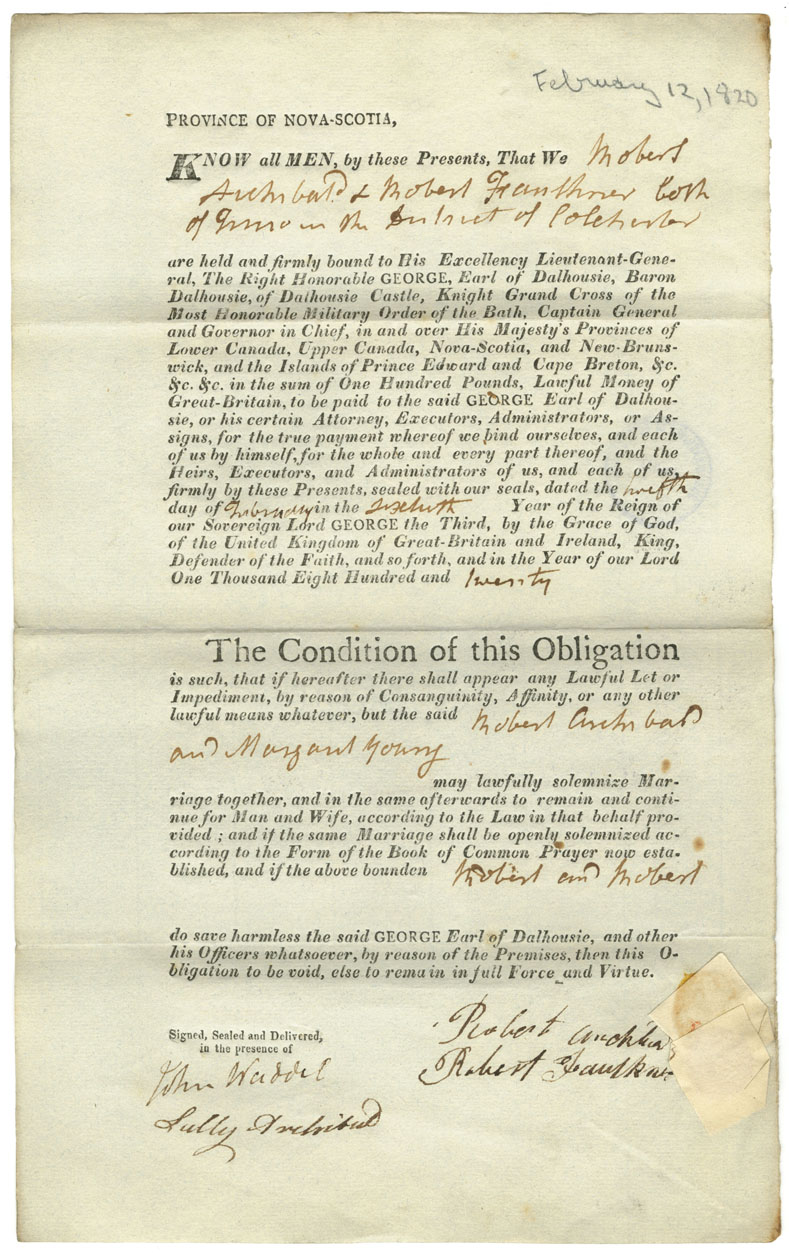 February 12, 1820
PROVINCE OF NOVA-SCOTIA,
KNOW all MEN, by these Presents, That We Robert
Archibald & Robert Faulkner both
of Truro in the District of Colchester
are held and firmly bound to His Excellency Lieutenant-Gene-
ral, The Right Honorable GEORGE, Earl of Dalhousie, Baron
Dalhousie, of Dalhousie Castle, Knight Grand Cross of the
Most Honorable Military Order of the Bath, Captain General
and Governor in Chief, in and over His Majesty's Provinces of
Lower Canada, Upper Canada, Nova-Scotia, and New-Bruns-
wick, and the Islands of Prince Edward and Cape Breton, &c.
&c. &c. in the sum of One Hundred Pounds, Lawful Money of
Great-Britain, to be paid to the said GEORGE Earl of Dalhou-
sie, or his certain Attorney, Executors, Administrators, or As-
signs, for the true payment whereof we bind ourselves, and each
of us by himself, for the whole and every part thereof, and the
Heirs, Executors, and Administrators of us, and each of us,
firmly by these Presents, sealed with our seals, dated the twelfth
day of February in the sixtieth Year of the Reign of
our Sovereign Lord GEORGE the Third, by the Grace of God,
of the United Kingdom of Great-Britain and Ireland, King,
Defender of the Faith, and so forth, and in the Year of our Lord
One Thousand Eight Hundred and twenty
The Condition of this Obligation
is such, that if hereafter there shall appear any Lawful Let or
Impediment, by reason of Consanguinity, Affinity, or any other
lawful means whatever, but the said Robert Archibald
and Margaret Young
may lawfully solemnize Mar-
riage together, and in the same afterwards to remain and conti-
nue for Man and Wife, according to the Law in that behalf pro-
vided ; and if the same Marriage shall be openly solemnized ac-
cording to the Form of the Book of Common Prayer now esta-
blished, and if the above bounden Robert and Robert
do save harmless the said GEORGE Earl of Dalhousie, and other
his Officers whatsoever, by reason of the Premises, then this O-
bligation to be void, else to remain in full Force and Virtue.
Signed, Sealed and Delivered,
in the presence of
Robert Archibald
Robert Faulkner
John Waddel
Sally Archibald